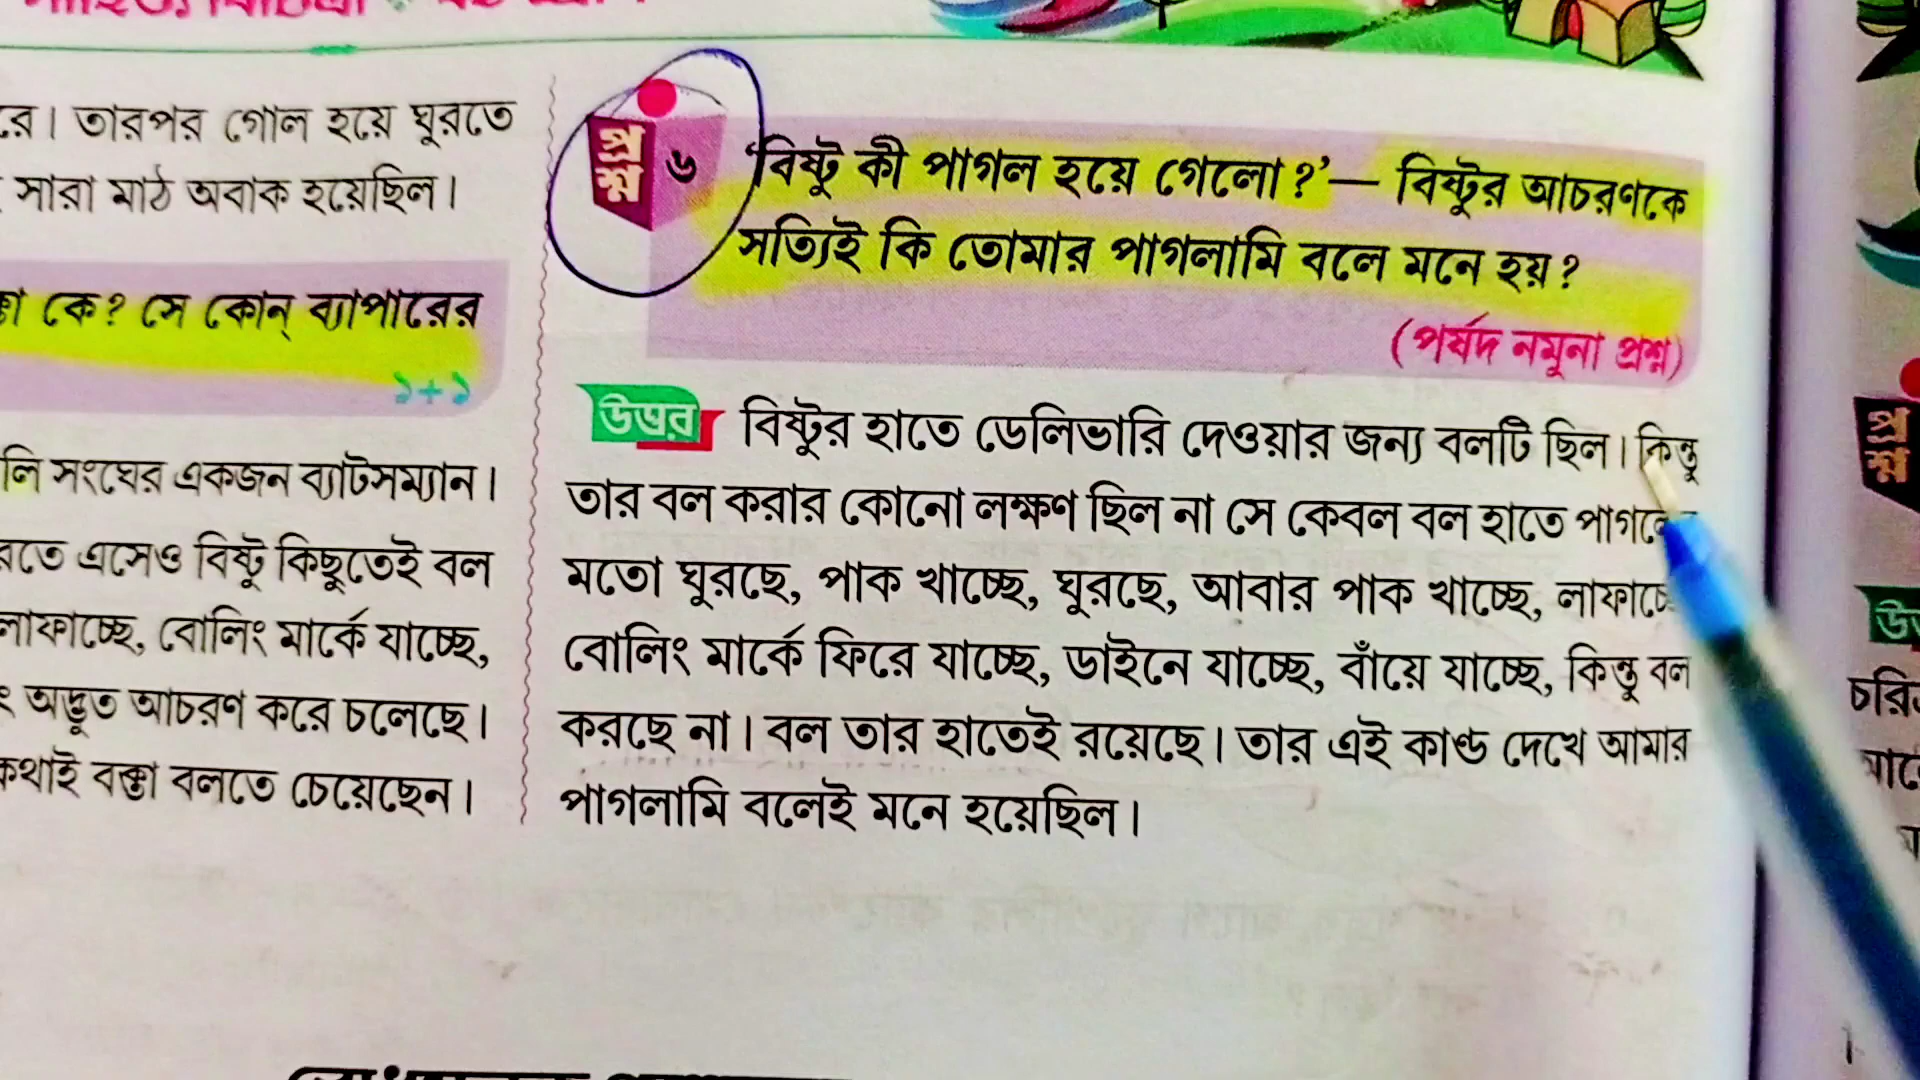 তারপর গোল হয়ে ঘুরতে
সারা মাঠ অবাক হয়েছিল।
কে? সে কোন্ ব্যাপারের
১+১
সংঘের একজন ব্যাটসম্যান।
এসেও বিষ্টু কিছুতেই বল
লাফাচ্ছে, বোলিং মার্কে যাচ্ছে,
অদ্ভুত আচরণ করে চলেছে।
কথাই বক্তা বলতে চেয়েছেন।
প্রশ্ন ৬ 'বিষ্টু কী পাগল হয়ে গেলো?'— বিষ্টুর আচরণকে
সত্যিই কি তোমার পাগলামি বলে মনে হয়?
(পর্ষদ নমুনা প্রশ্ন)
উত্তর বিষ্টুর হাতে ডেলিভারি দেওয়ার জন্য বলটি ছিল। কিন্তু
তার বল করার কোনো লক্ষণ ছিল না সে কেবল বল হাতে
মতো ঘুরছে, পাক খাচ্ছে, ঘুরছে, আবার পাক খাচ্ছে,
বোলিং মার্কে ফিরে যাচ্ছে, ডাইনে যাচ্ছে, বাঁয়ে যাচ্ছে, কিন্তু বল
করছে না। বল তার হাতেই রয়েছে। তার এই কাণ্ড দেখে আমার
পাগলামি বলেই মনে হয়েছিল।
প্রশ্ন